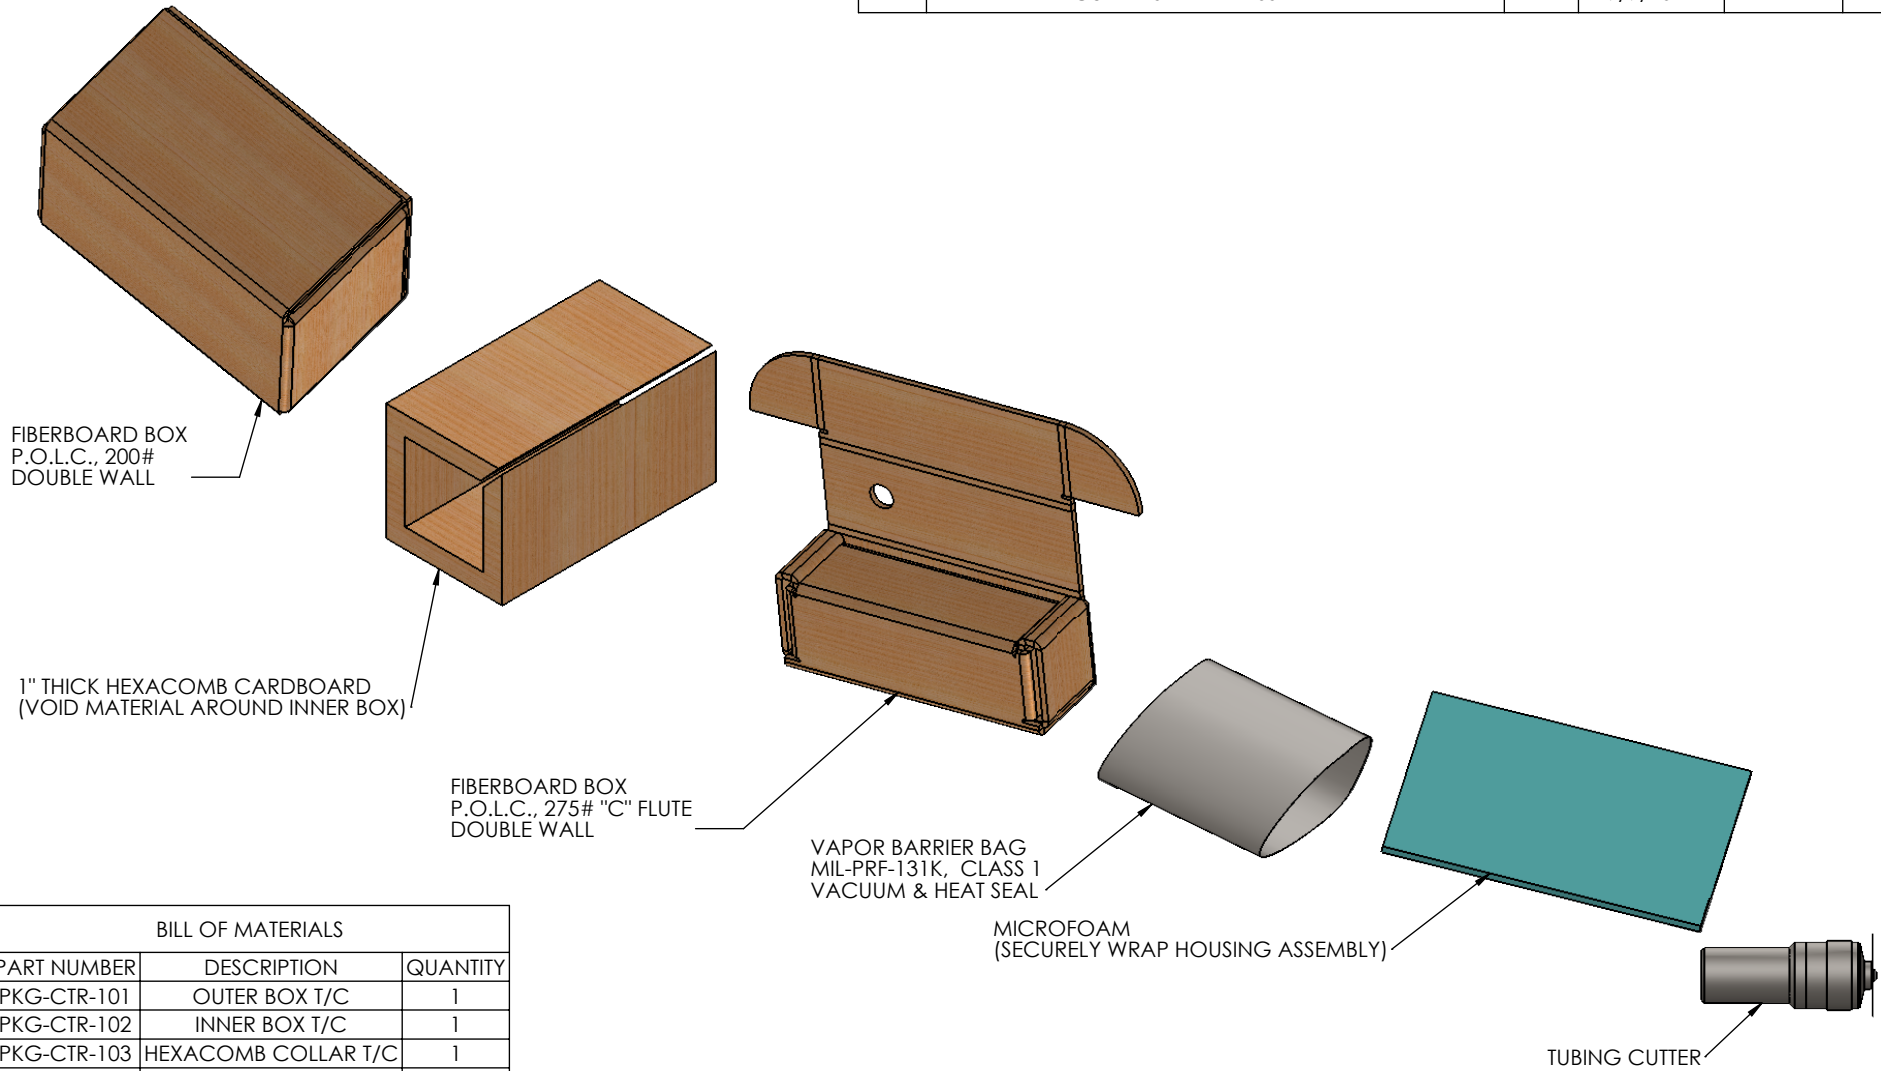 FIBERBOARD BOX
P.O.L.C., 200#
DOUBLE WALL
1" THICK HEXACOMB CARDBOARD
(VOID MATERIAL AROUND INNER BOX)
FIBERBOARD BOX
P.O.L.C., 275# "C" FLUTE
DOUBLE WALL
VAPOR BARRIER BAG
MIL-PRF-131K, CLASS 1
VACUUM & HEAT SEAL
MICROFOAM
(SECURELY WRAP HOUSING ASSEMBLY)
TUBING CUTTER
BILL OF MATERIALS
PART NUMBER DESCRIPTION QUANTITY
PKG-CTR-101 OUTER BOX T/C 1
PKG-CTR-102 INNER BOX T/C 1
PKG-CTR-103 HEXACOMB COLLAR T/C 1